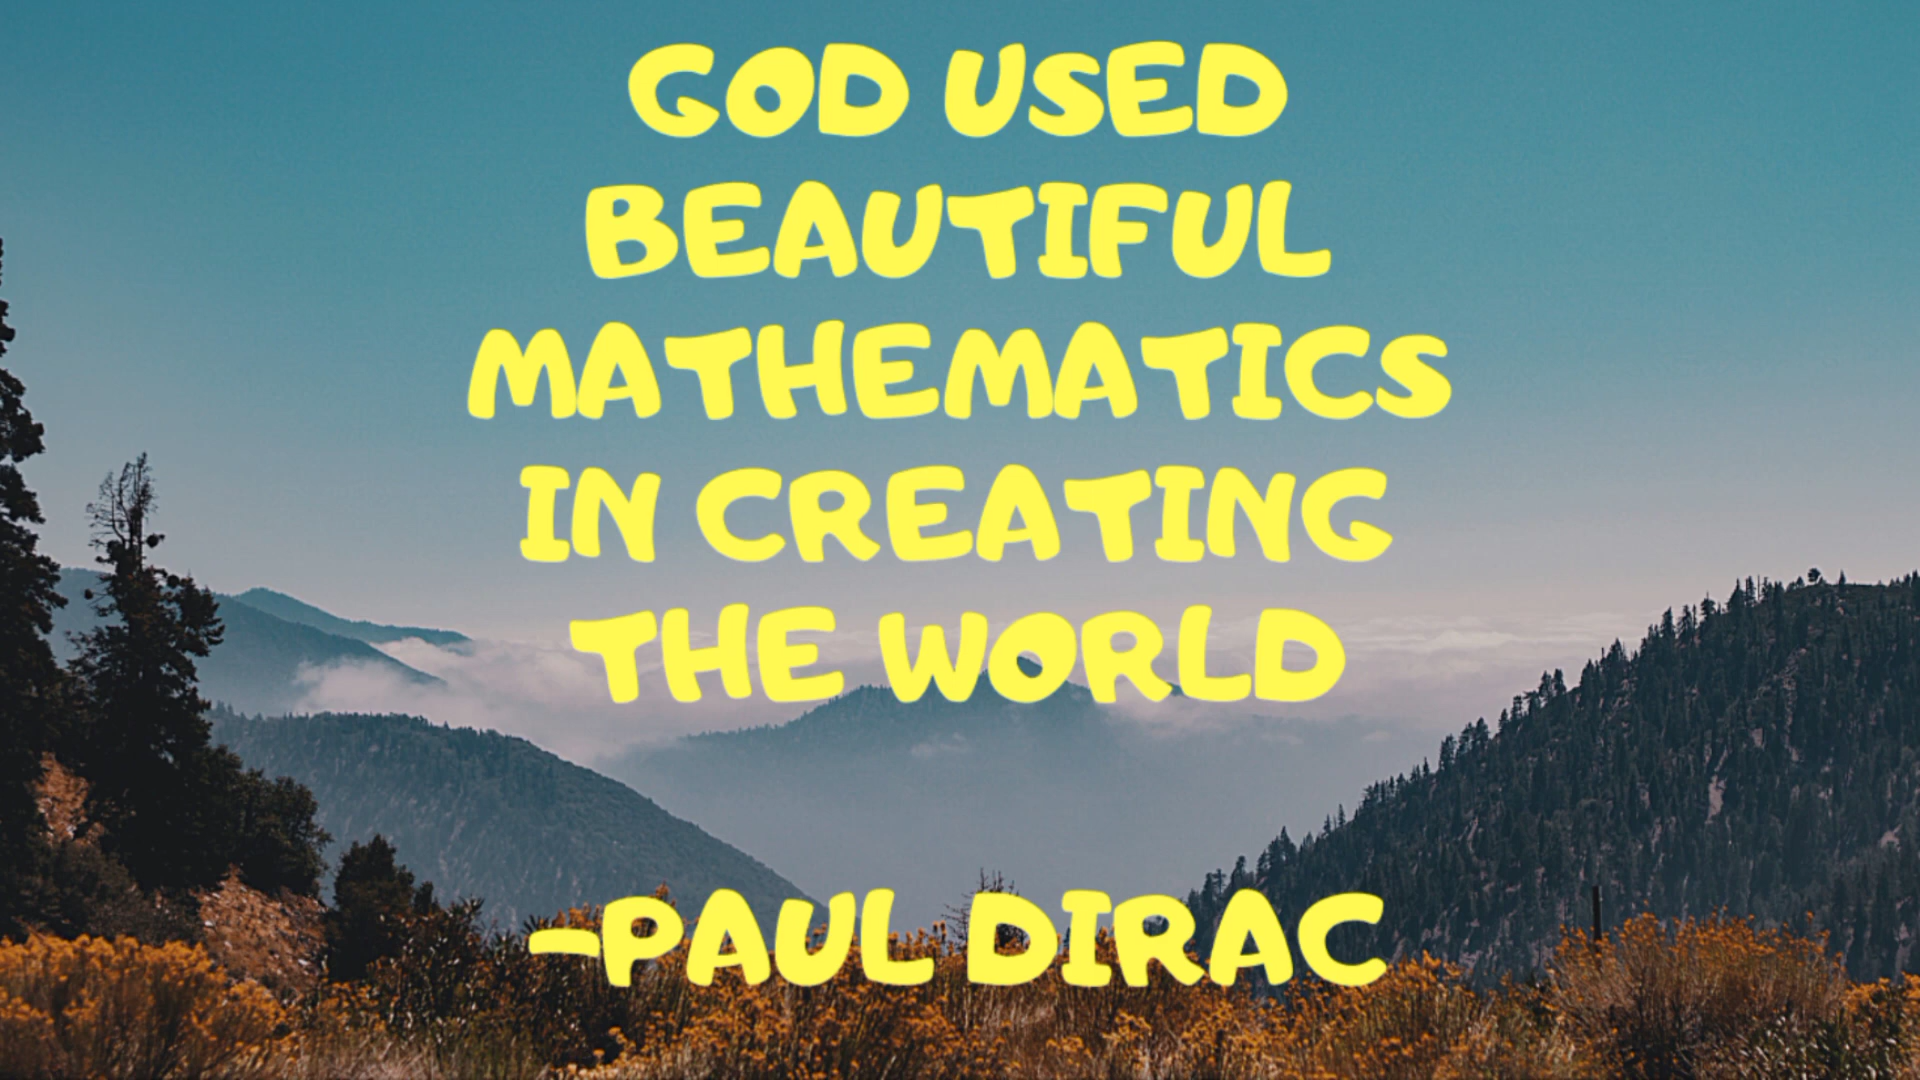 GOD USED
BEAUTIFUL
MATHEMATICS
IN CREATING
THE WORLD
-PAUL DIRAC